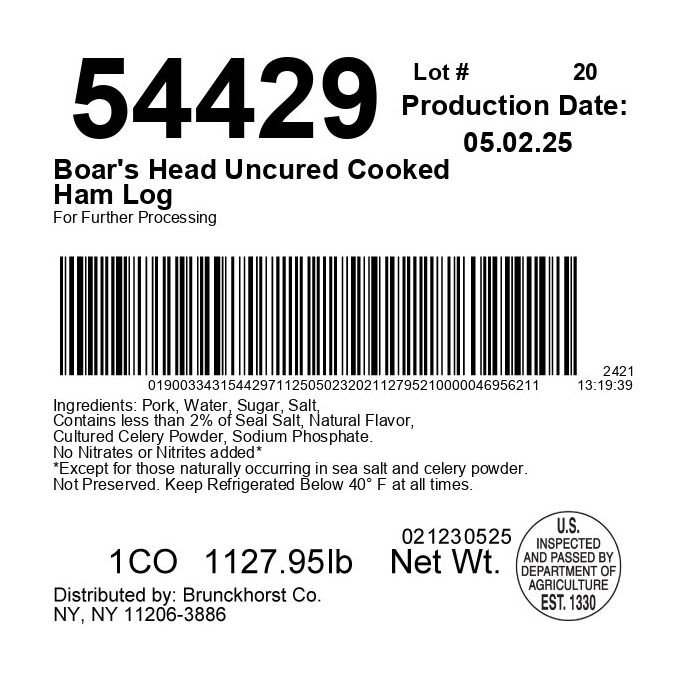 54429
Lot # 20
Production Date:
05.02.25
Boar's Head Uncured Cooked
Ham Log
For Further Processing
2421
019003343154429711250502320211279521000004695621​1
13:19:39
Ingredients: Pork, Water, Sugar, Salt,
Contains less than 2% of Seal Salt, Natural Flavor,
Cultured Celery Powder, Sodium Phosphate.
No Nitrates or Nitrites added*
*Except for those naturally occurring in sea salt and celery powder.
Not Preserved. Keep Refrigerated Below 40° F at all times.
021230525
1CO 1127.95lb Net Wt.
U.S.
INSPECTED
AND PASSED BY
DEPARTMENT OF
AGRICULTURE
EST. 1330
Distributed by: Brunckhorst Co.
NY, NY 11206-3886